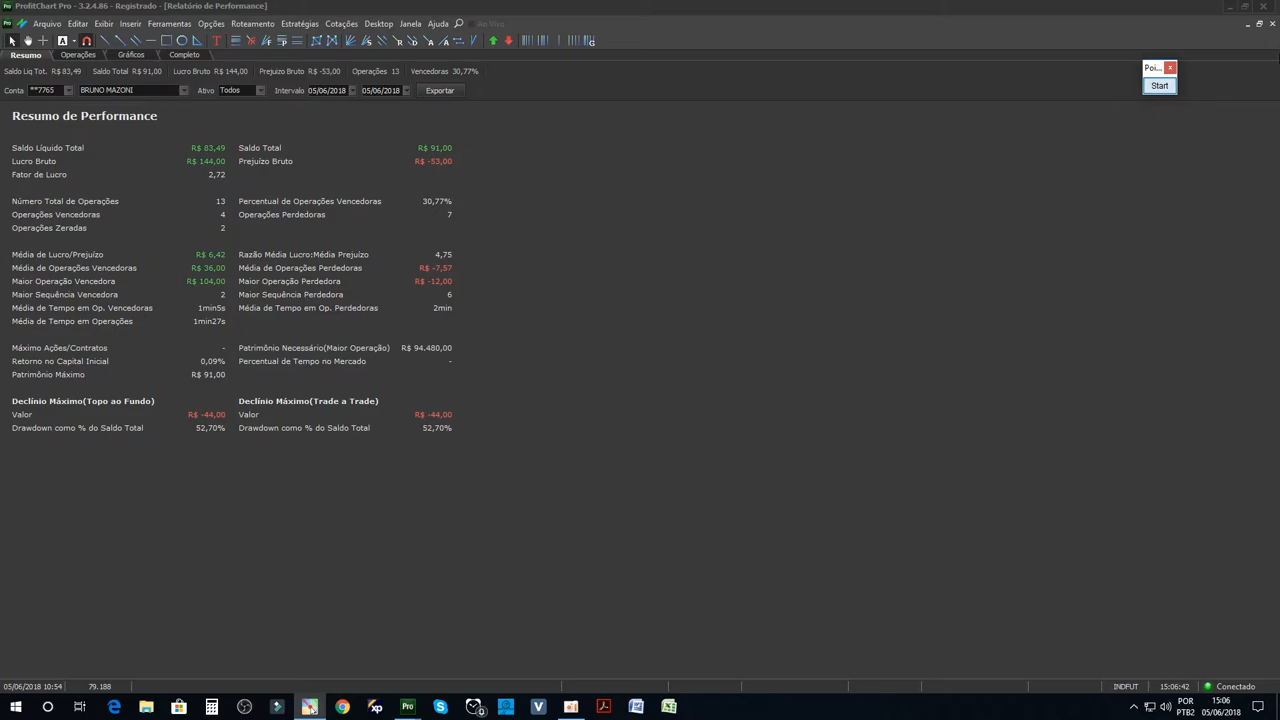 ProfitChart Pro - 3.2.4.86 - Registrado - [Relatório de Performance]
Arquivo Editar Exibir Inserir Ferramentas Opções Roteamento Estratégias Cotações Desktop Janela Ajuda Ao Vivo
Resumo Operações Gráficos Completo
Saldo Liq Tot. R$ 83,49 Saldo Total R$ 91,00 Lucro Bruto R$ 144,00 Prejuizo Bruto R$ -53,00 Operações 13 Vencedoras 30,77%
Conta **7765 BRUNO MAZONI Ativo Todos Intervalo 05/06/2018 05/06/2018 Exportar
Poi...
Start
Resumo de Performance
Saldo Líquido Total R$ 83,49 Saldo Total R$ 91,00
Lucro Bruto R$ 144,00 Prejuízo Bruto R$ -53,00
Fator de Lucro 2,72
Número Total de Operações 13 Percentual de Operações Vencedoras 30,77%
Operações Vencedoras 4 Operações Perdedoras 7
Operações Zeradas 2
Média de Lucro/Prejuízo R$ 6,42 Razão Média Lucro:Média Prejuízo 4,75
Média de Operações Vencedoras R$ 36,00 Média de Operações Perdedoras R$ -7,57
Maior Operação Vencedora R$ 104,00 Maior Operação Perdedora R$ -12,00
Maior Sequência Vencedora 2 Maior Sequência Perdedora 6
Média de Tempo em Op. Vencedoras 1min5s Média de Tempo em Op. Perdedoras 2min
Média de Tempo em Operações 1min27s
Máximo Ações/Contratos - Patrimônio Necessário(Maior Operação) R$ 94.480,00
Retorno no Capital Inicial 0,09% Percentual de Tempo no Mercado -
Patrimônio Máximo R$ 91,00
Declínio Máximo(Topo ao Fundo) Declínio Máximo(Trade a Trade)
Valor R$ -44,00 Valor R$ -44,00
Drawdown como % do Saldo Total 52,70% Drawdown como % do Saldo Total 52,70%
05/06/2018 10:54 79.188 INDFUT 15:06:42 Conectado
POR 15:06
PTB2 05/06/2018